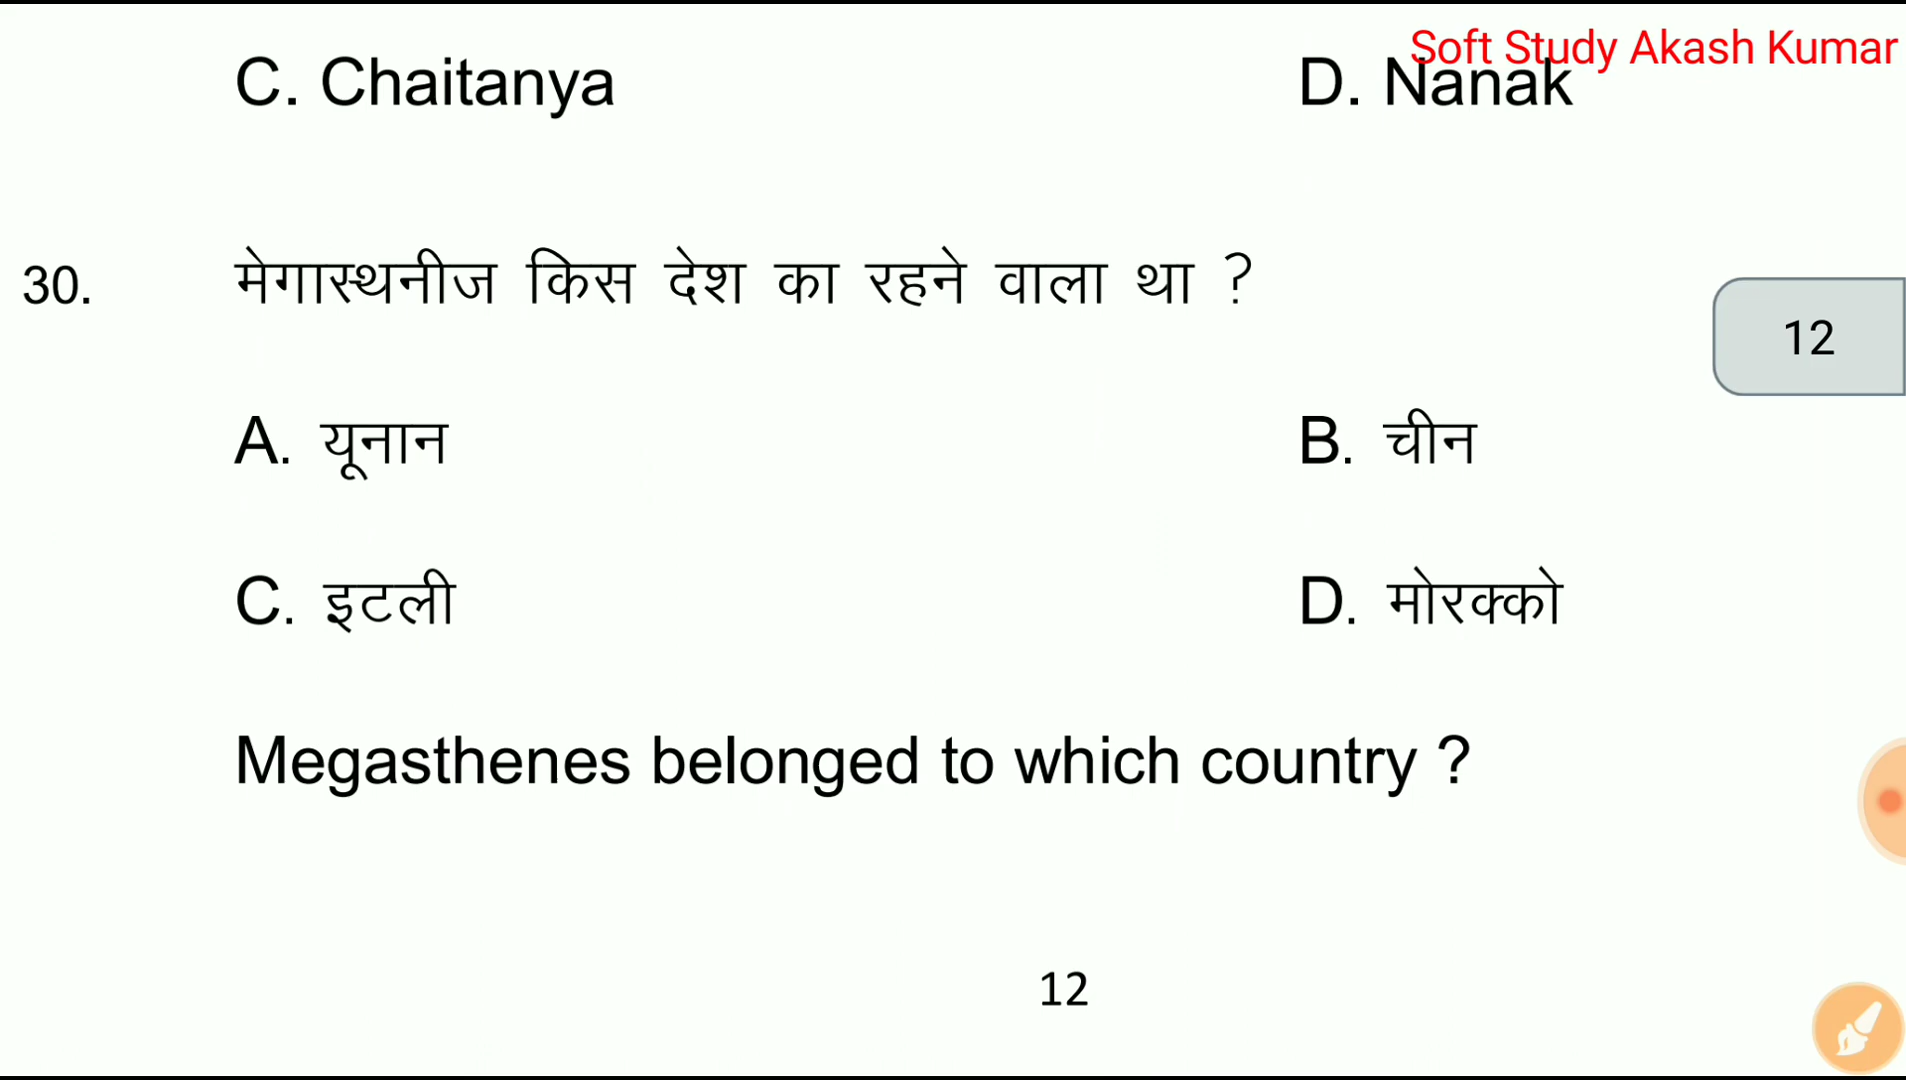 Soft Study Akash Kumar
C. Chaitanya D. Nanak
30. मेगास्थनीज किस देश का रहने वाला था ?
12
A. यूनान B. चीन
C. इटली D. मोरक्को
Megasthenes belonged to which country ?
12